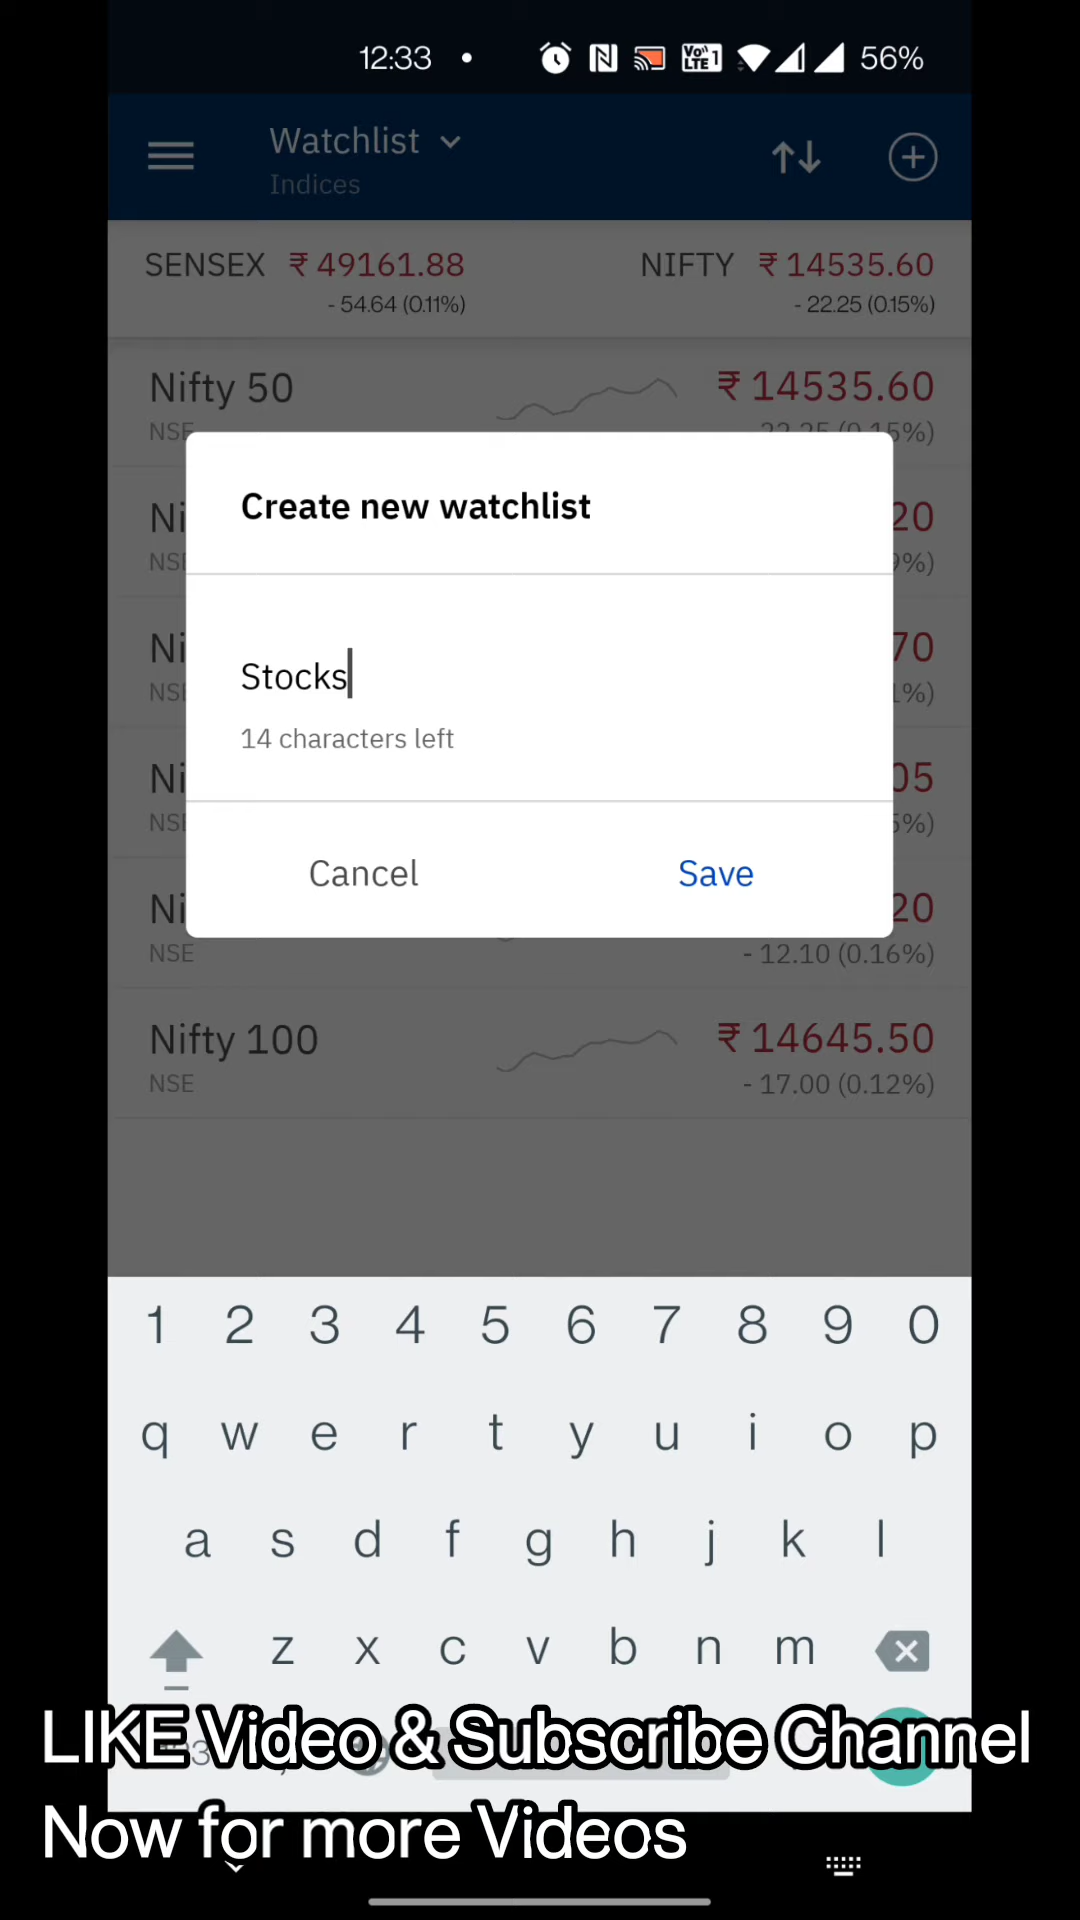 12:33
56%
Watchlist
Indices
SENSEX ₹ 49161.88
- 54.64 (0.11%)
NIFTY ₹ 14535.60
- 22.25 (0.15%)
Nifty 50 ₹ 14535.60
NSE
Create new watchlist
Stocks
14 characters left
Cancel Save
NSE - 12.10 (0.16%)
Nifty 100 ₹ 14645.50
NSE - 17.00 (0.12%)
1 2 3 4 5 6 7 8 9 0
q w e r t y u i o p
a s d f g h j k l
z x c v b n m
LIKE Video & Subscribe Channel
Now for more Videos